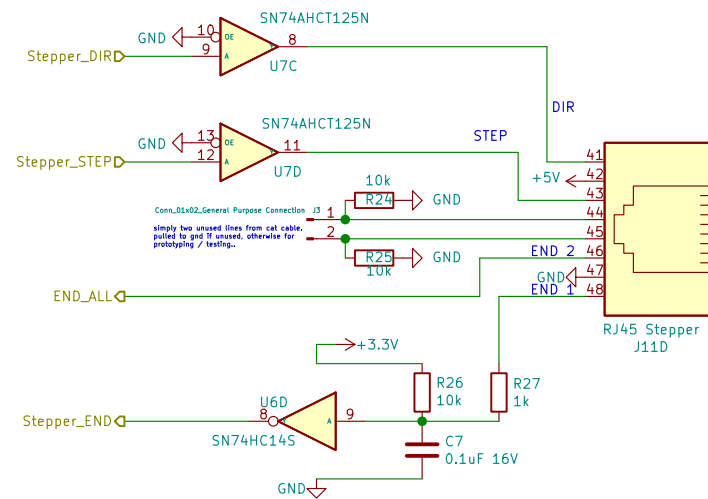 SN74AHCT125N
GND
10
OE
8
Stepper_DIR
9
A
U7C
DIR
SN74AHCT125N
STEP
GND
13
OE
11
41
Stepper_STEP
12
A
U7D
+5V
42
10k
43
R24
GND
Conn_01x02_General Purpose Connection
J3
1
44
simply two unused lines from cat cable.
pulled to gnd if unused, otherwise for
prototyping / testing..
2
45
R25
GND
10k
END 2
46
GND
47
END_ALL
END 1
48
RJ45 Stepper
J11D
+3.3V
R26
10k
R27
1k
U6D
Stepper_END
8
A
9
SN74HC14S
C7
0.1uF 16V
GND